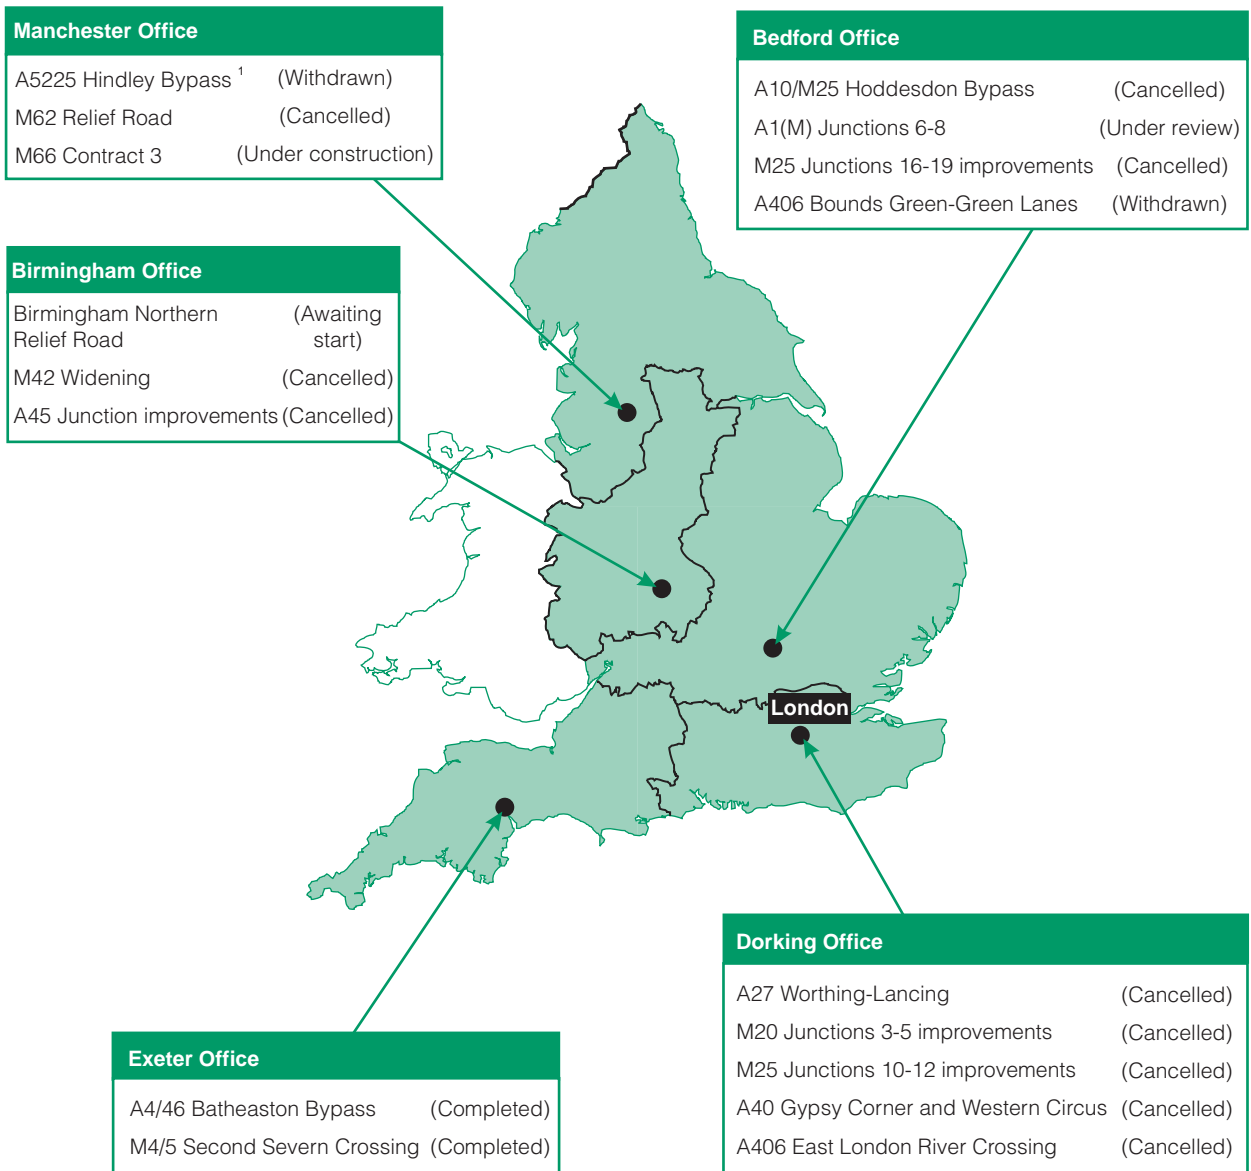 Manchester Office
A5225 Hindley Bypass ¹ (Withdrawn)
M62 Relief Road (Cancelled)
M66 Contract 3 (Under construction)
Bedford Office
A10/M25 Hoddesdon Bypass (Cancelled)
A1(M) Junctions 6-8 (Under review)
M25 Junctions 16-19 improvements (Cancelled)
A406 Bounds Green-Green Lanes (Withdrawn)
Birmingham Office
Birmingham Northern (Awaiting
Relief Road start)
M42 Widening (Cancelled)
A45 Junction improvements (Cancelled)
London
Dorking Office
A27 Worthing-Lancing (Cancelled)
M20 Junctions 3-5 improvements (Cancelled)
M25 Junctions 10-12 improvements (Cancelled)
A40 Gypsy Corner and Western Circus (Cancelled)
A406 East London River Crossing (Cancelled)
Exeter Office
A4/46 Batheaston Bypass (Completed)
M4/5 Second Severn Crossing (Completed)